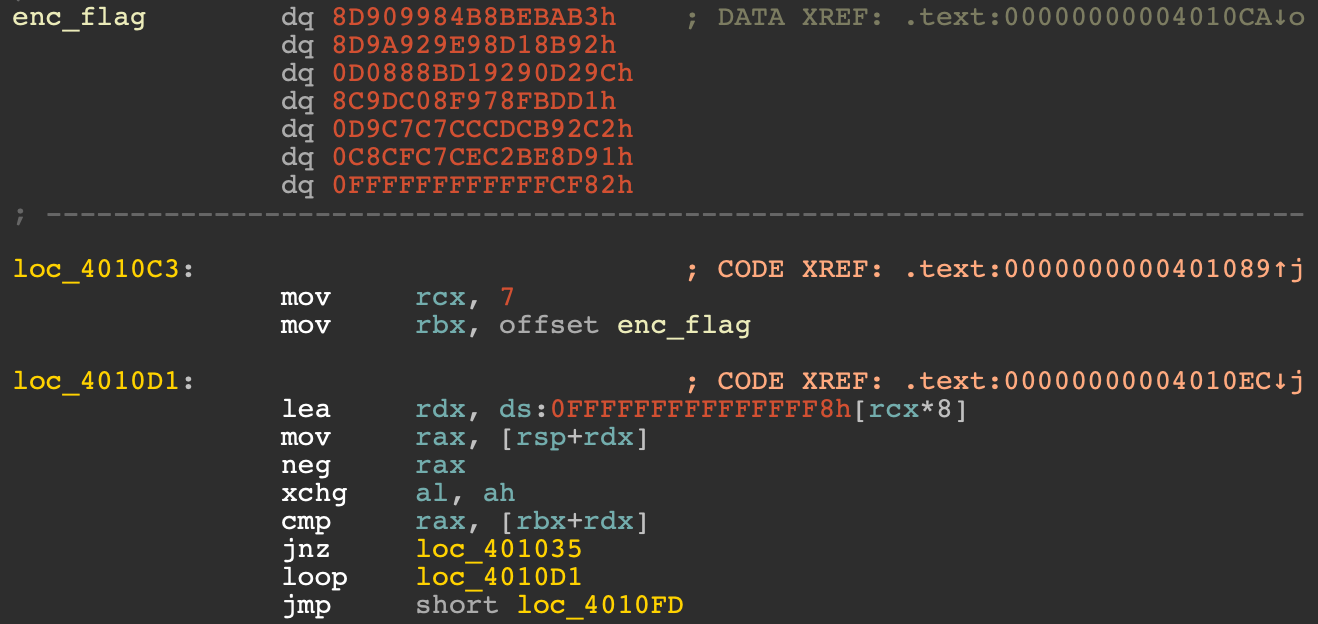 enc_flag dq 8D909984B8BEBAB3h ; DATA XREF: .text:00000000004010CA↓o
dq 8D9A929E98D18B92h
dq 0D0888BD19290D29Ch
dq 8C9DC08F978FBDD1h
dq 0D9C7C7CCCDCB92C2h
dq 0C8CFC7CEC2BE8D91h
dq 0FFFFFFFFFFFFCF82h
; ---------------------------------------------------------------------------
loc_4010C3: ; CODE XREF: .text:0000000000401089↑j
mov rcx, 7
mov rbx, offset enc_flag
loc_4010D1: ; CODE XREF: .text:00000000004010EC↓j
lea rdx, ds:0FFFFFFFFFFFFFFF8h[rcx*8]
mov rax, [rsp+rdx]
neg rax
xchg al, ah
cmp rax, [rbx+rdx]
jnz loc_401035
loop loc_4010D1
jmp short loc_4010FD